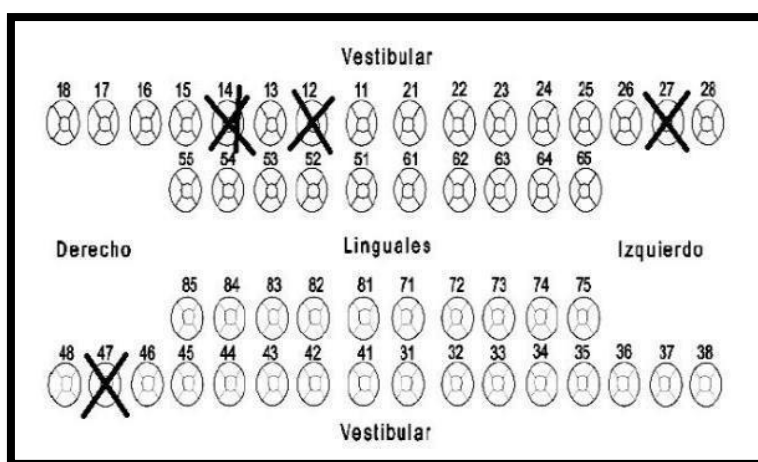 Vestibular
18 17 16 15 14 13 12 11 21 22 23 24 25 26 27 28
55 54 53 52 51 61 62 63 64 65
Derecho Linguales Izquierdo
85 84 83 82 81 71 72 73 74 75
48 47 46 45 44 43 42 41 31 32 33 34 35 36 37 38
Vestibular